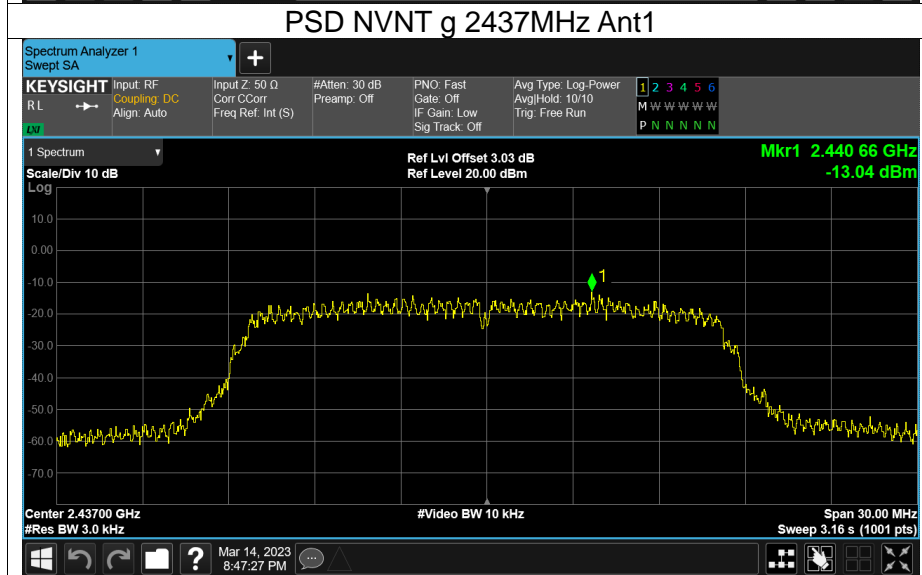 PSD NVNT g 2437MHz Ant1
Spectrum Analyzer 1
Swept SA
+
KEYSIGHT
R L
LXI
Input: RF
Coupling: DC
Align: Auto
Input Z: 50 Ω
Corr CCorr
Freq Ref: Int (S)
#Atten: 30 dB
Preamp: Off
PNO: Fast
Gate: Off
IF Gain: Low
Sig Track: Off
Avg Type: Log-Power
Avg|Hold: 10/10
Trig: Free Run
1 2 3 4 5 6
M W W W W W
P N N N N N
1 Spectrum
Scale/Div 10 dB
Ref Lvl Offset 3.03 dB
Ref Level 20.00 dBm
Mkr1 2.440 66 GHz
-13.04 dBm
Log
10.0
0.00
-10.0
-20.0
-30.0
-40.0
-50.0
-60.0
-70.0
1
Center 2.43700 GHz
#Res BW 3.0 kHz
#Video BW 10 kHz
Span 30.00 MHz
Sweep 3.16 s (1001 pts)
?
Mar 14, 2023
8:47:27 PM